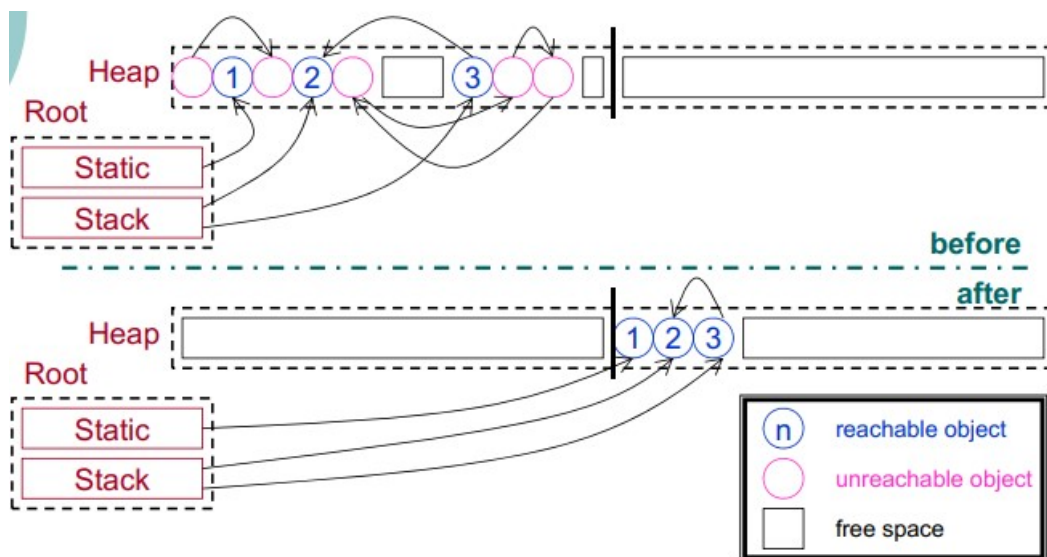 Heap
1
2
3
Root
Static
Stack
before
after
Heap
1
2
3
Root
Static
Stack
n
reachable object
unreachable object
free space